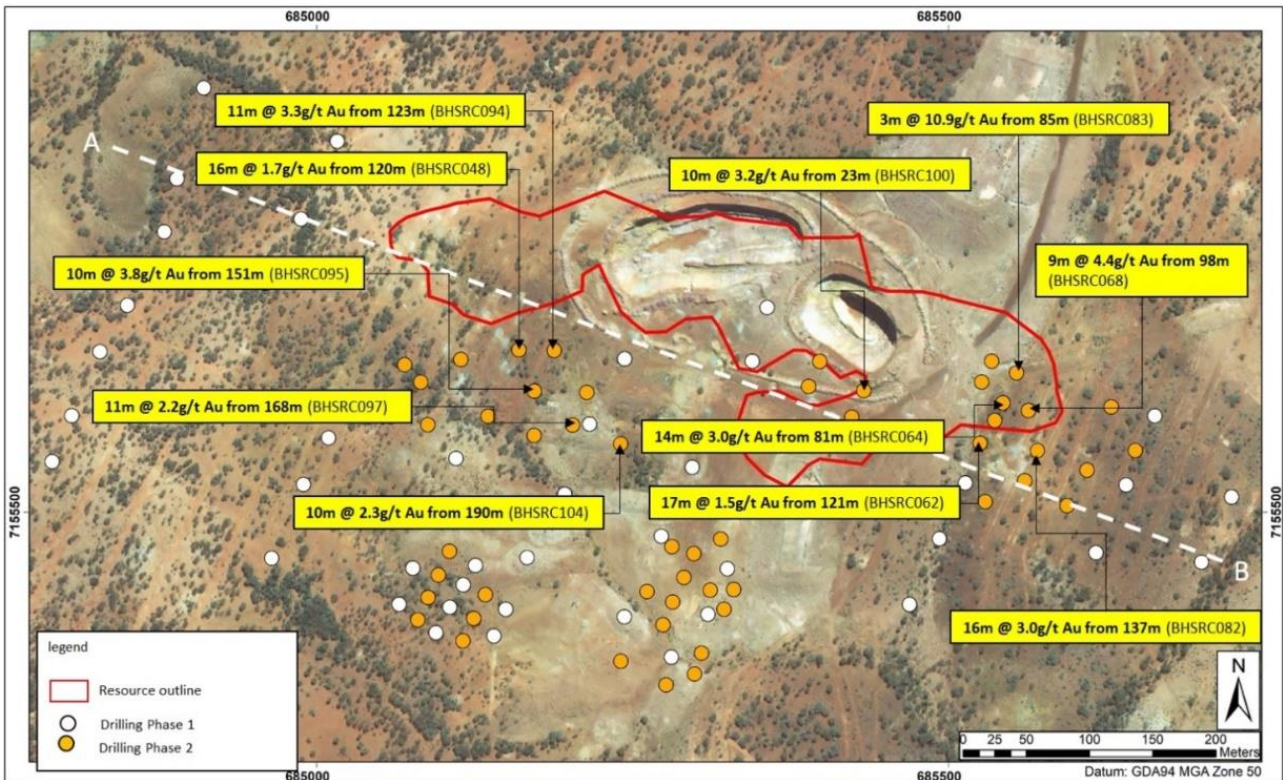 685000
685500
11m @ 3.3g/t Au from 123m (BHSRC094)
3m @ 10.9g/t Au from 85m (BHSRC083)
A
16m @ 1.7g/t Au from 120m (BHSRC048)
10m @ 3.2g/t Au from 23m (BHSRC100)
10m @ 3.8g/t Au from 151m (BHSRC095)
9m @ 4.4g/t Au from 98m
(BHSRC068)
11m @ 2.2g/t Au from 168m (BHSRC097)
14m @ 3.0g/t Au from 81m (BHSRC064)
10m @ 2.3g/t Au from 190m (BHSRC104)
17m @ 1.5g/t Au from 121m (BHSRC062)
7155500
7155500
B
16m @ 3.0g/t Au from 137m (BHSRC082)
legend
Resource outline
Drilling Phase 1
Drilling Phase 2
N
0 25 50 100 150 200
Meters
685000
685500
Datum: GDA94 MGA Zone 50